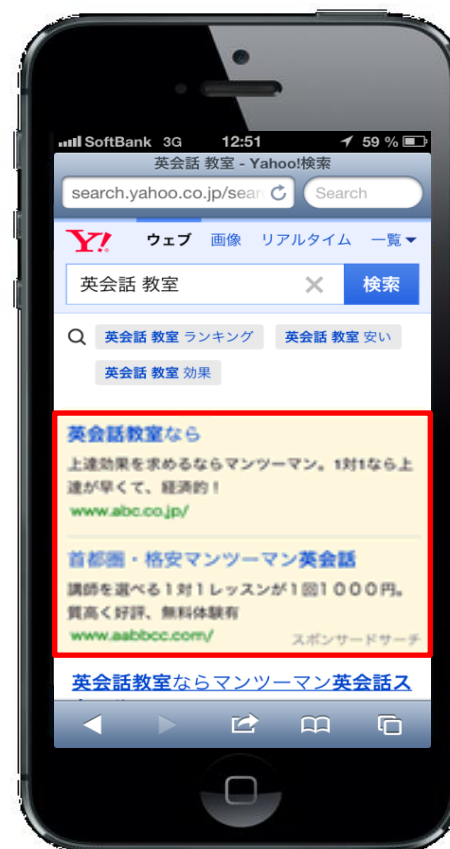 SoftBank 3G 12:51 59 %
英会話 教室 - Yahoo!検索
search.yahoo.co.jp/sear Search
Y! ウェブ 画像 リアルタイム 一覧▼
英会話 教室 × 検索
英会話 教室 ランキング 英会話 教室 安い
英会話 教室 効果
英会話教室なら
上達効果を求めるならマンツーマン。1対1なら上
達が早くて、経済的！
www.abc.co.jp/
首都圏・格安マンツーマン英会話
講師を選べる1対1レッスンが1回1000円。
質高く好評、無料体験有
www.aabbcc.com/ スポンサードサーチ
英会話教室ならマンツーマン英会話ス